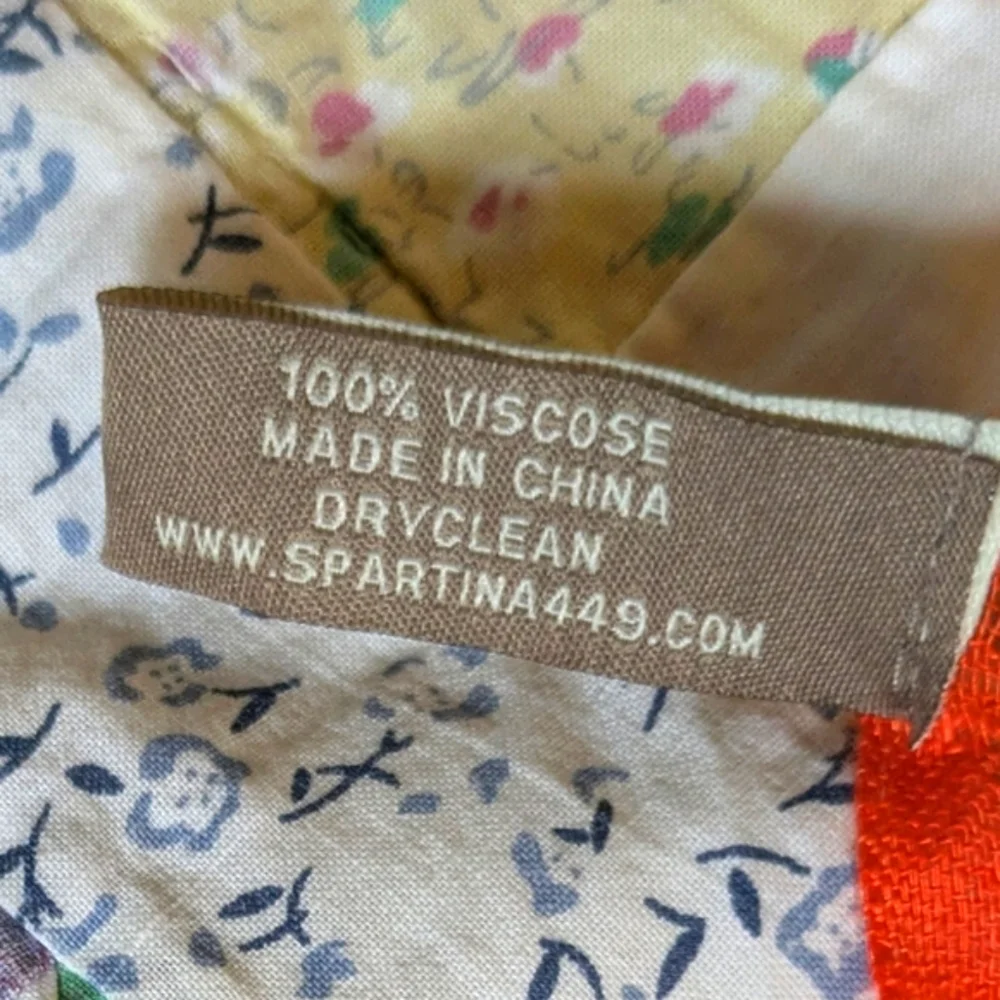 100% VISCOSE
MADE IN CHINA
DRYCLEAN
WWW.SPARTINA449.COM